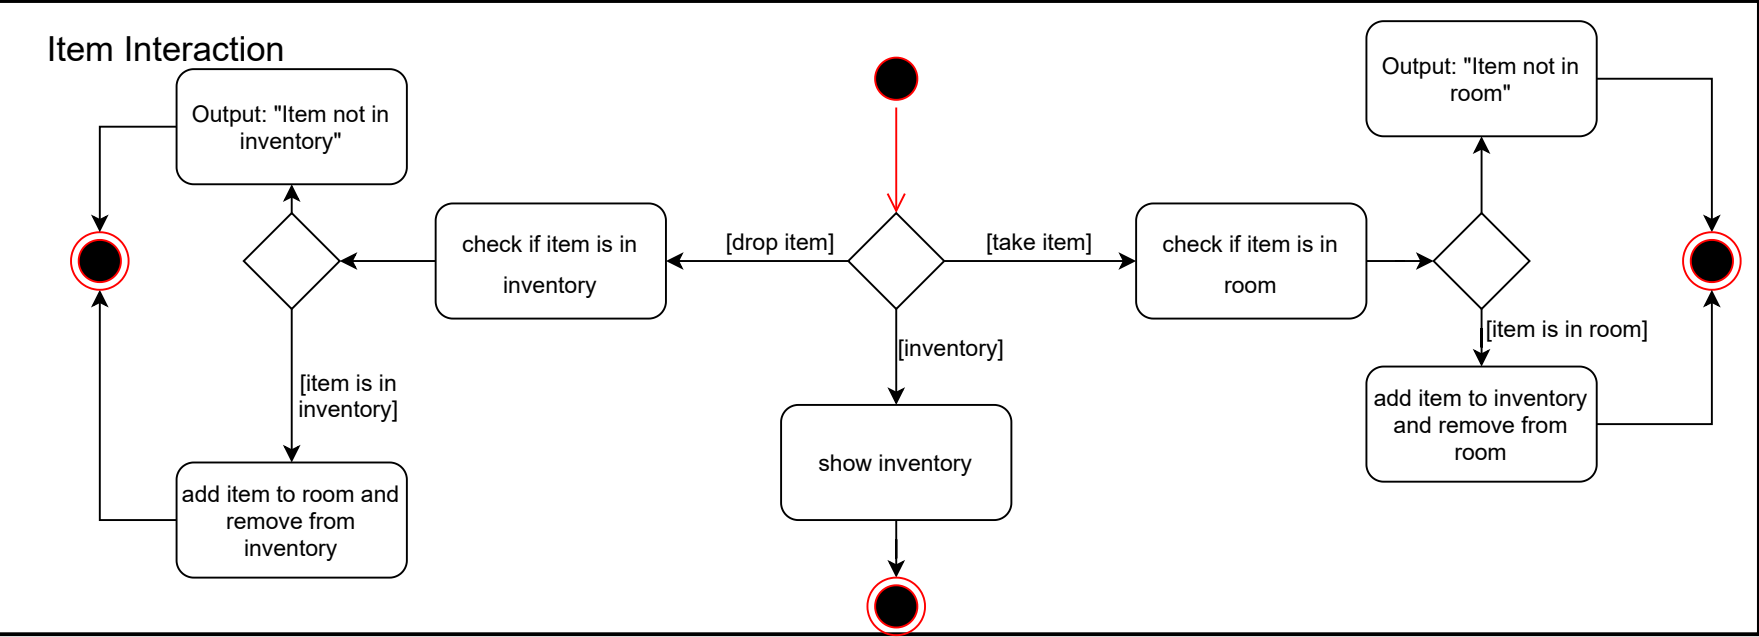 Item Interaction
Output: "Item not in
inventory"
Output: "Item not in
room"
check if item is in
inventory
[drop item]
[take item]
check if item is in
room
[inventory]
[item is in room]
[item is in
inventory]
show inventory
add item to inventory
and remove from
room
add item to room and
remove from
inventory